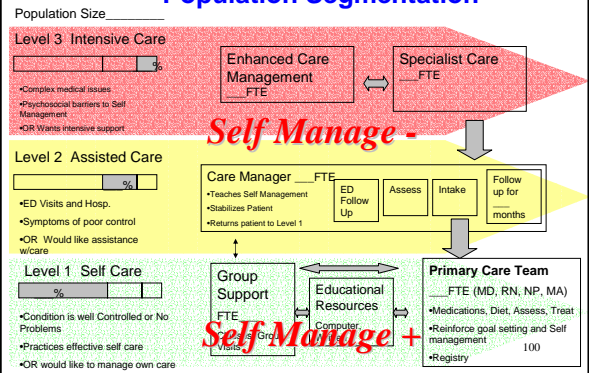 Population Segmentation
Population Size________
Level 3 Intensive Care
%
•Complex medical issues
•Psychosocial barriers to Self
Management
•OR Wants intensive support
Enhanced Care
Management
___FTE
Specialist Care
___FTE
Self Manage -
Level 2 Assisted Care
__%
•ED Visits and Hosp.
•Symptoms of poor control
•OR Would like assistance
w/care
Care Manager ___FTE
•Teaches Self Management
•Stabilizes Patient
•Returns patient to Level 1
ED
Follow
Up
Assess
Intake
Follow
up for
___
months
Level 1 Self Care
__%
•Condition is well Controlled or No
Problems
•Practices effective self care
•OR would like to manage own care
Group
Support
FTE
Group
Visits
Educational
Resources
Computer,
Self Manage +
Primary Care Team
___FTE (MD, RN, NP, MA)
•Medications, Diet, Assess, Treat
•Reinforce goal setting and Self
management
•Registry
100